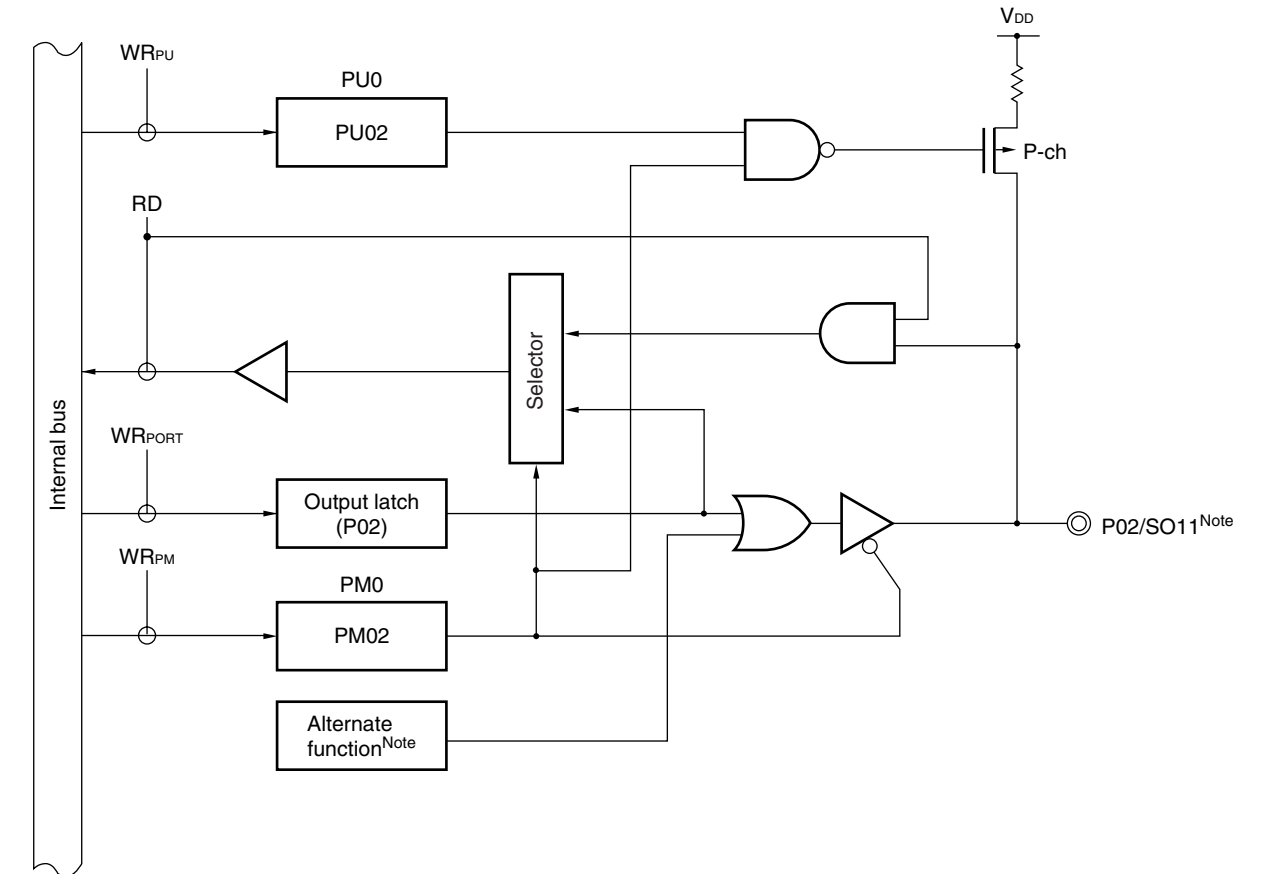 VDD
WRPU
PU0
PU02
P-ch
RD
Selector
Internal bus
WRPORT
Output latch
(P02)
P02/SO11Note
WRPM
PM0
PM02
Alternate
functionNote